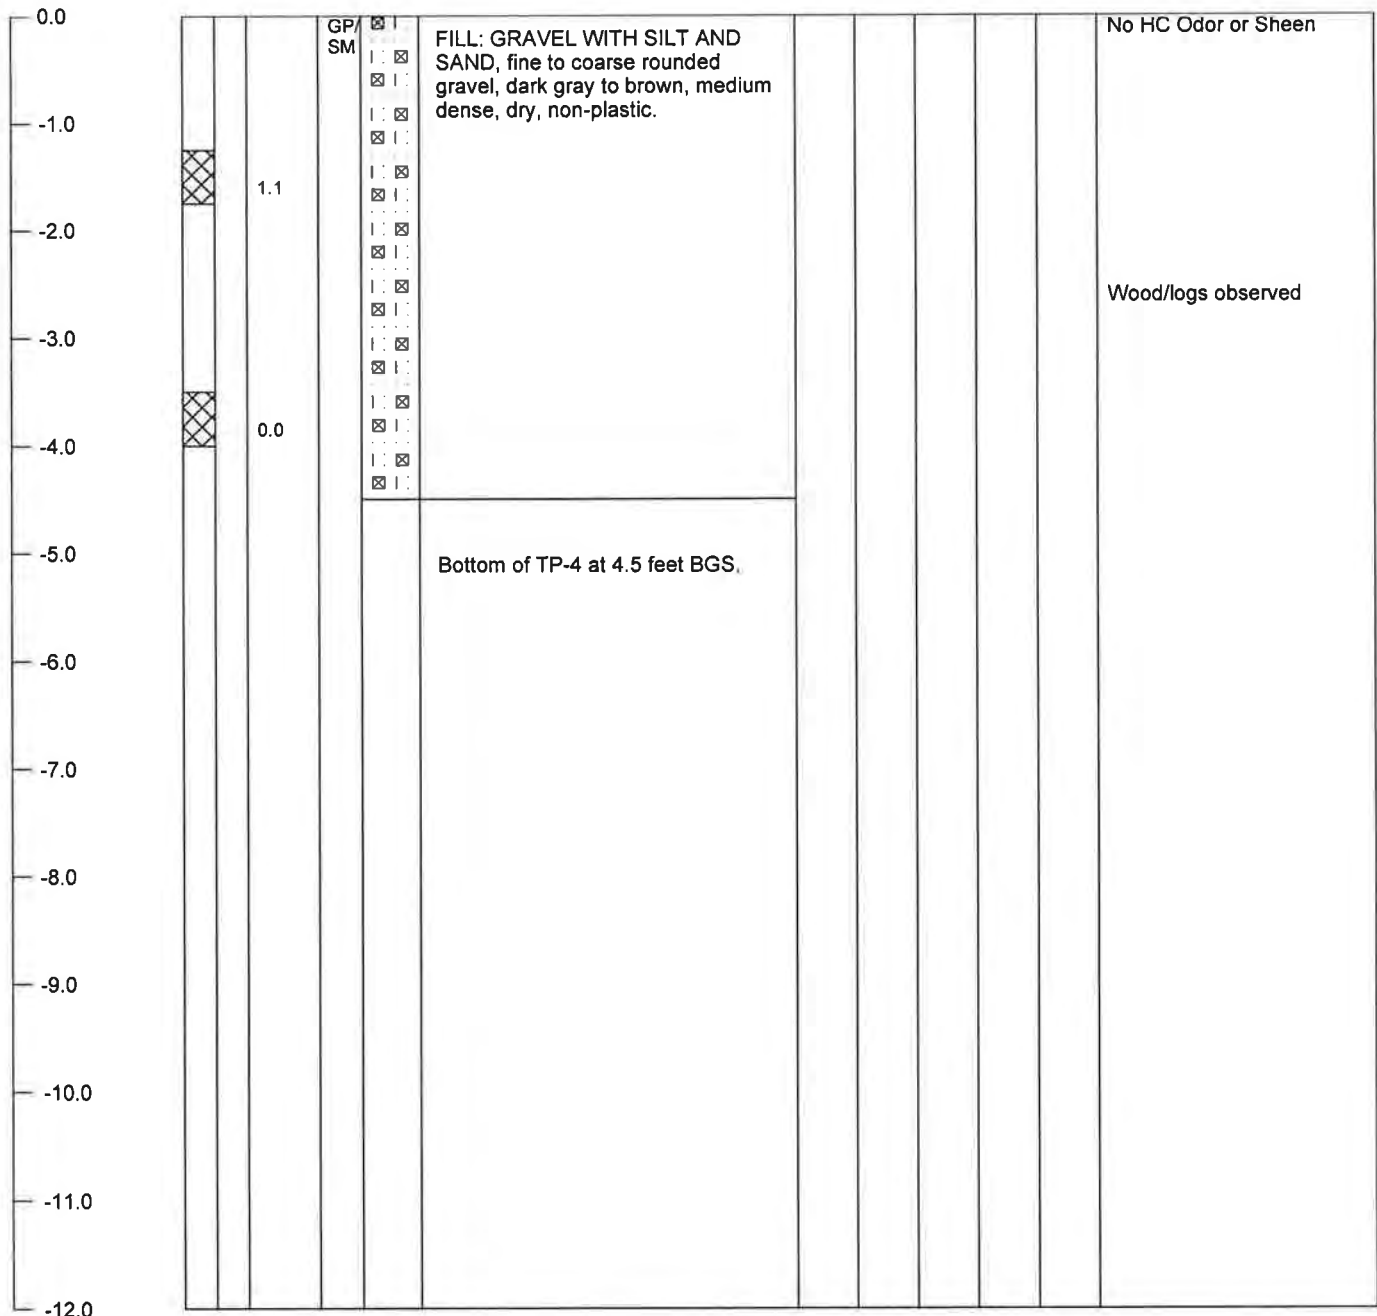 0.0
GP/
SM
FILL: GRAVEL WITH SILT AND
SAND, fine to coarse rounded
gravel, dark gray to brown, medium
dense, dry, non-plastic.
No HC Odor or Sheen
-1.0
1.1
-2.0
Wood/logs observed
-3.0
0.0
-4.0
-5.0
Bottom of TP-4 at 4.5 feet BGS.
-6.0
-7.0
-8.0
-9.0
-10.0
-11.0
-12.0